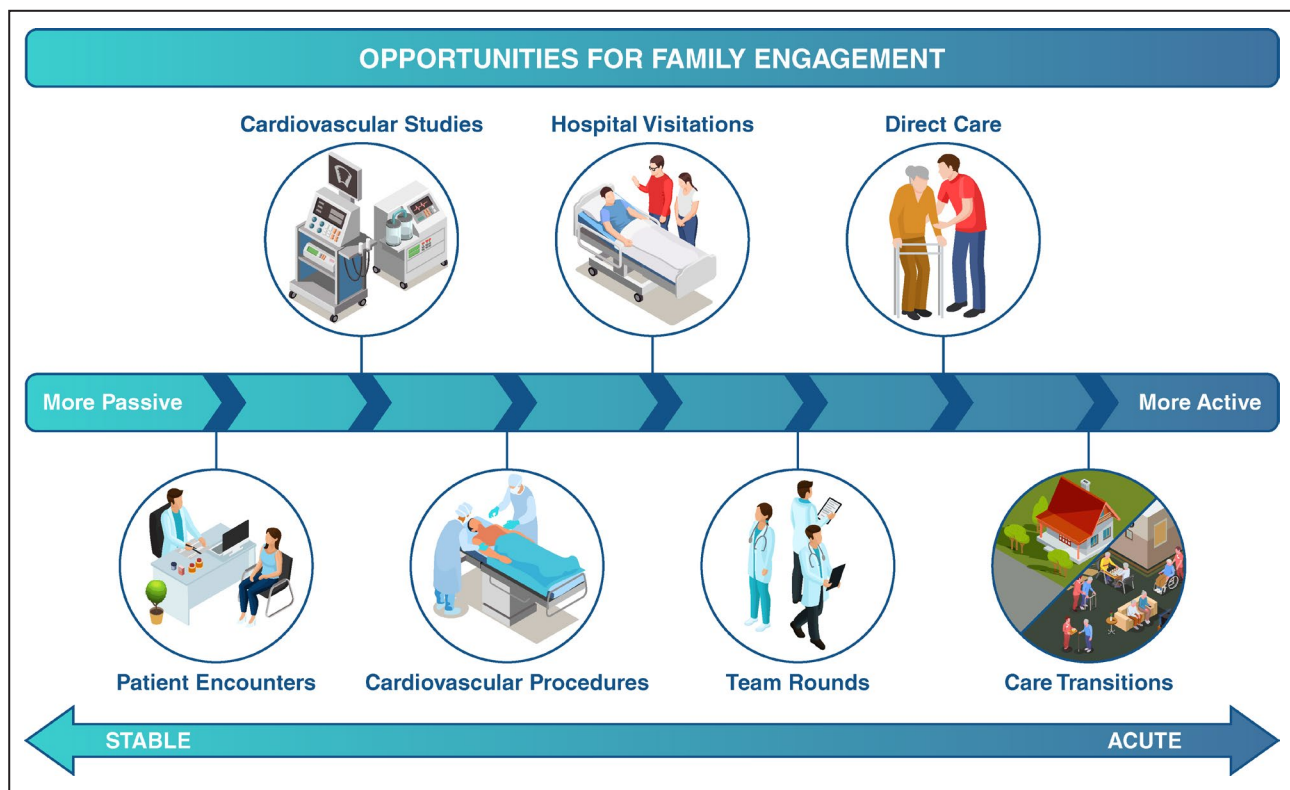 OPPORTUNITIES FOR FAMILY ENGAGEMENT
Cardiovascular Studies
Hospital Visitations
Direct Care
More Passive
More Active
Patient Encounters
Cardiovascular Procedures
Team Rounds
Care Transitions
STABLE
ACUTE